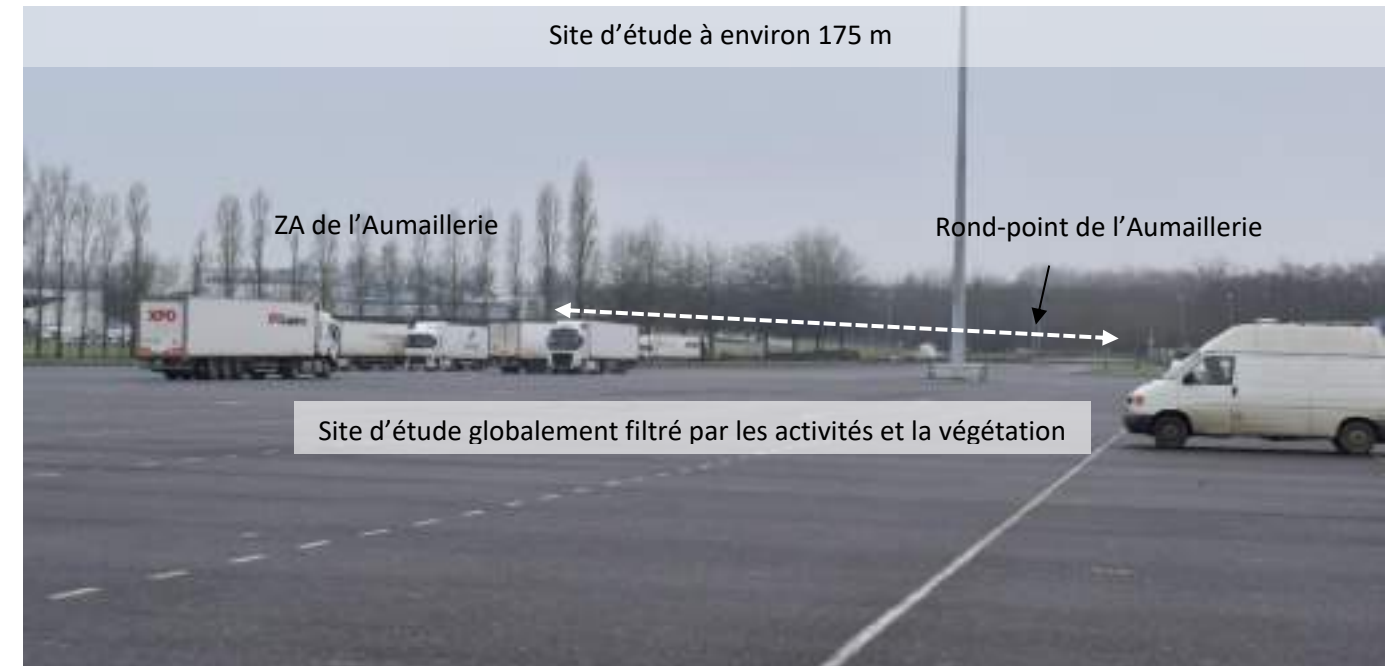 Site d’étude à environ 175 m
ZA de l’Aumaillerie
Rond-point de l’Aumaillerie
XPO
Site d’étude globalement filtré par les activités et la végétation